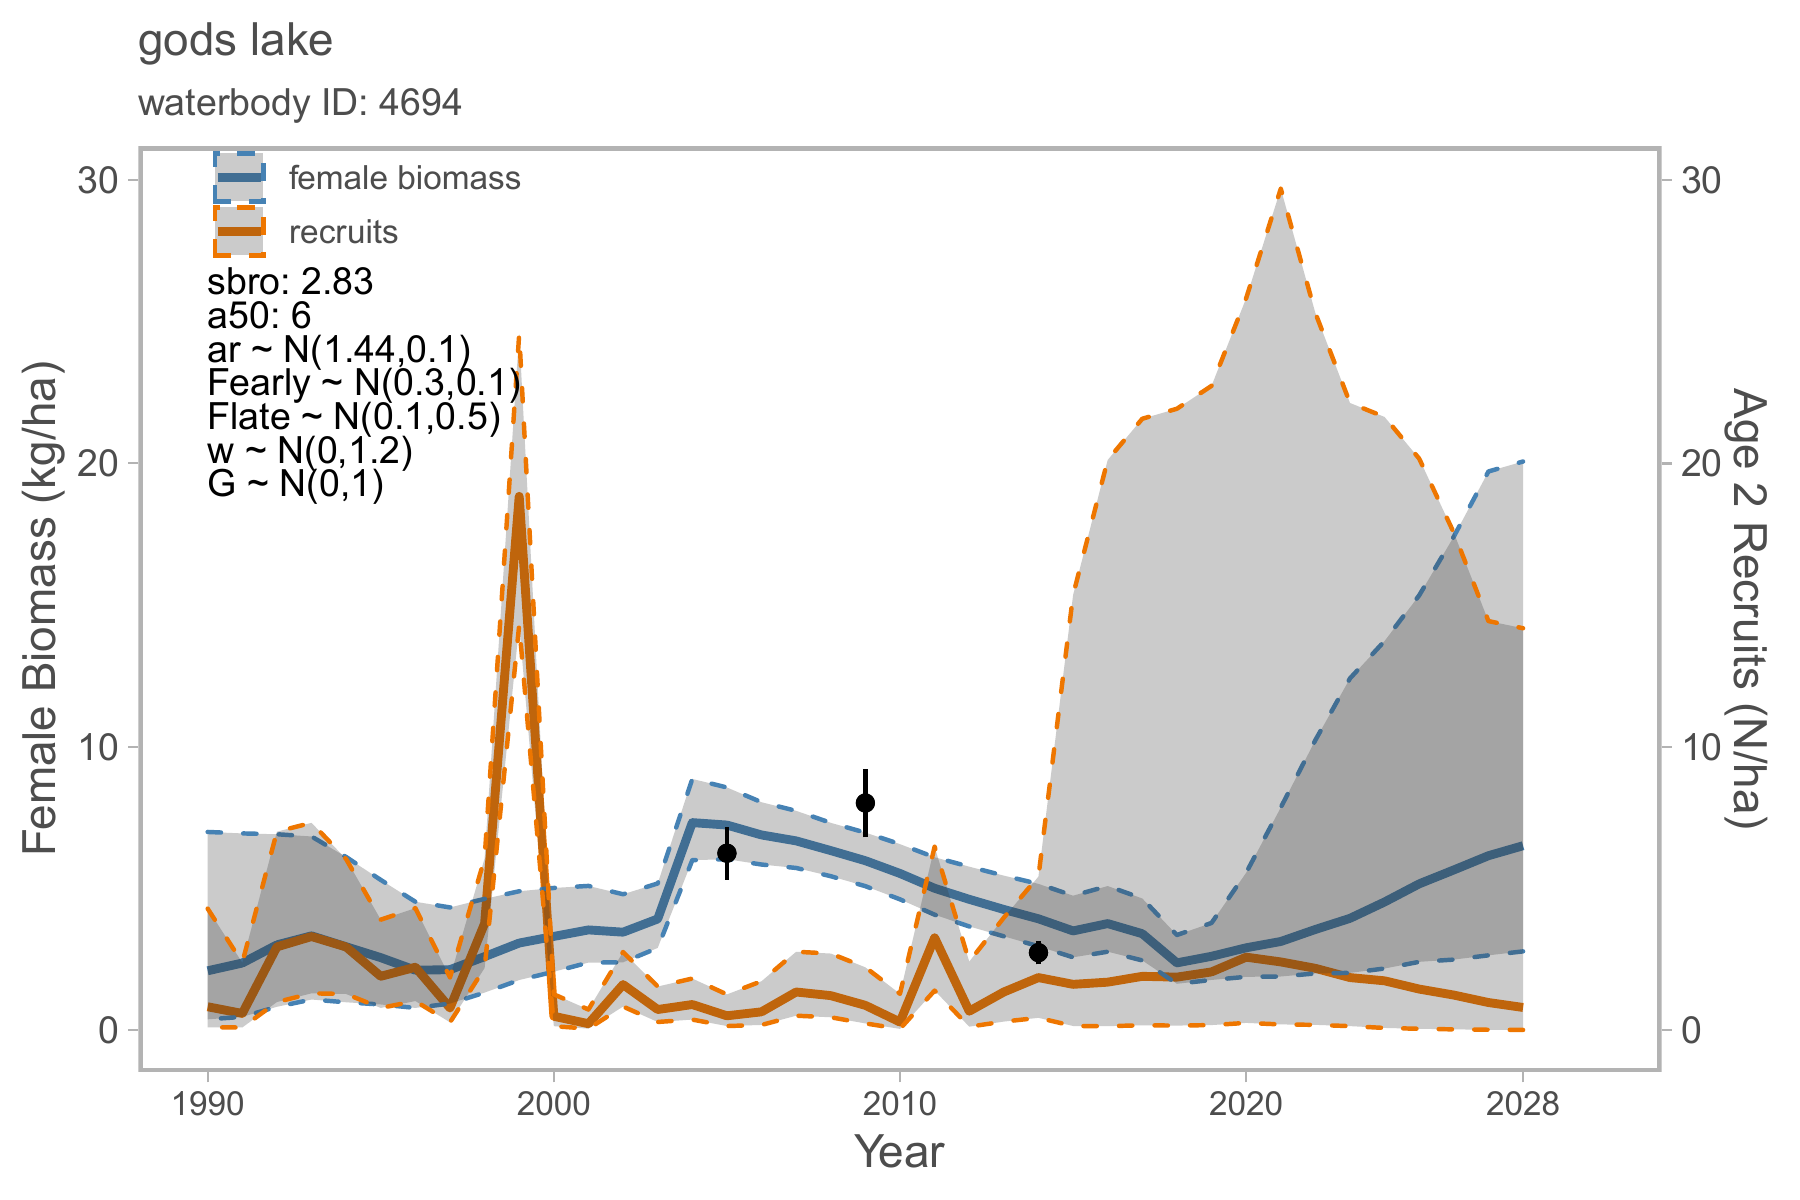 gods lake
waterbody ID: 4694
female biomass
recruits
sbro: 2.83
a50: 6
ar ~ N(1.44,0.1)
Fearly ~ N(0.3,0.1)
Flate ~ N(0.1,0.5)
w ~ N(0,1.2)
G ~ N(0,1)
30
20
10
0
Female Biomass (kg/ha)
30
20
10
0
Age 2 Recruits (N/ha)
1990 2000 2010 2020 2028
Year